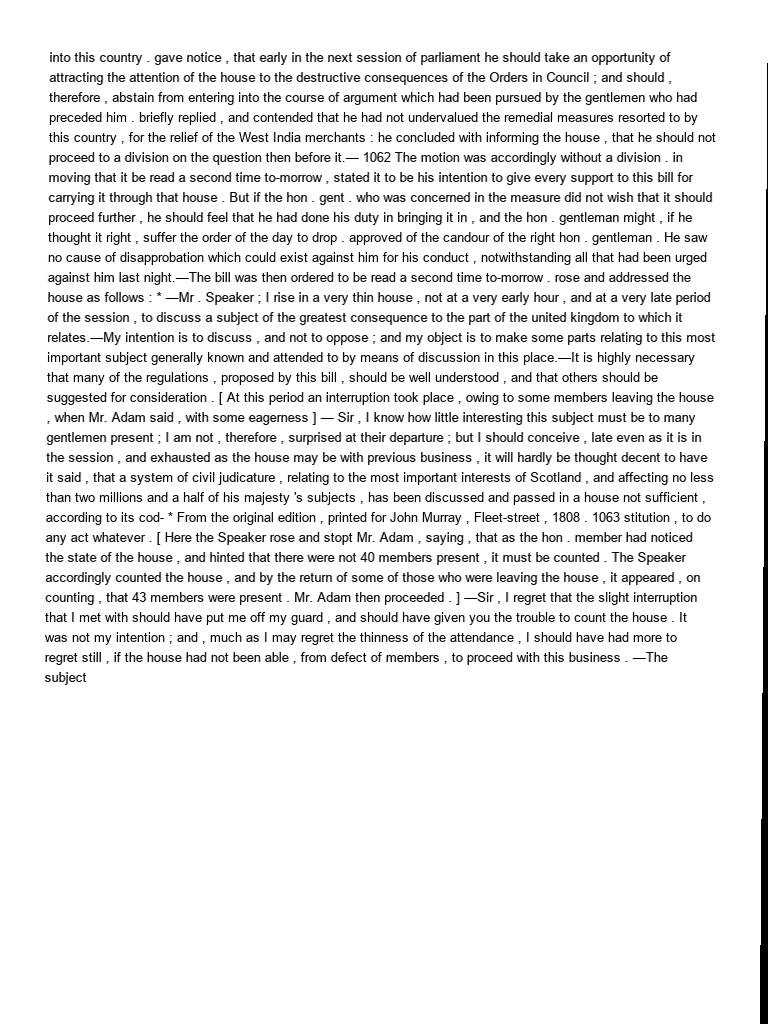 into this country . gave notice , that early in the next session of parliament he should take an opportunity of
attracting the attention of the house to the destructive consequences of the Orders in Council ; and should ,
therefore , abstain from entering into the course of argument which had been pursued by the gentlemen who had
preceded him . briefly replied , and contended that he had not undervalued the remedial measures resorted to by
this country , for the relief of the West India merchants : he concluded with informing the house , that he should not
proceed to a division on the question then before it.— 1062 The motion was accordingly without a division . in
moving that it be read a second time to-morrow , stated it to be his intention to give every support to this bill for
carrying it through that house . But if the hon . gent . who was concerned in the measure did not wish that it should
proceed further , he should feel that he had done his duty in bringing it in , and the hon . gentleman might , if he
thought it right , suffer the order of the day to drop . approved of the candour of the right hon . gentleman . He saw
no cause of disapprobation which could exist against him for his conduct , notwithstanding all that had been urged
against him last night.—The bill was then ordered to be read a second time to-morrow . rose and addressed the
house as follows : * —Mr . Speaker ; I rise in a very thin house , not at a very early hour , and at a very late period
of the session , to discuss a subject of the greatest consequence to the part of the united kingdom to which it
relates.—My intention is to discuss , and not to oppose ; and my object is to make some parts relating to this most
important subject generally known and attended to by means of discussion in this place.—It is highly necessary
that many of the regulations , proposed by this bill , should be well understood , and that others should be
suggested for consideration . [ At this period an interruption took place , owing to some members leaving the house
, when Mr. Adam said , with some eagerness ] — Sir , I know how little interesting this subject must be to many
gentlemen present ; I am not , therefore , surprised at their departure ; but I should conceive , late even as it is in
the session , and exhausted as the house may be with previous business , it will hardly be thought decent to have
it said , that a system of civil judicature , relating to the most important interests of Scotland , and affecting no less
than two millions and a half of his majesty 's subjects , has been discussed and passed in a house not sufficient ,
according to its cod- * From the original edition , printed for John Murray , Fleet-street , 1808 . 1063 stitution , to do
any act whatever . [ Here the Speaker rose and stopt Mr. Adam , saying , that as the hon . member had noticed
the state of the house , and hinted that there were not 40 members present , it must be counted . The Speaker
accordingly counted the house , and by the return of some of those who were leaving the house , it appeared , on
counting , that 43 members were present . Mr. Adam then proceeded . ] —Sir , I regret that the slight interruption
that I met with should have put me off my guard , and should have given you the trouble to count the house . It
was not my intention ; and , much as I may regret the thinness of the attendance , I should have had more to
regret still , if the house had not been able , from defect of members , to proceed with this business . —The
subject